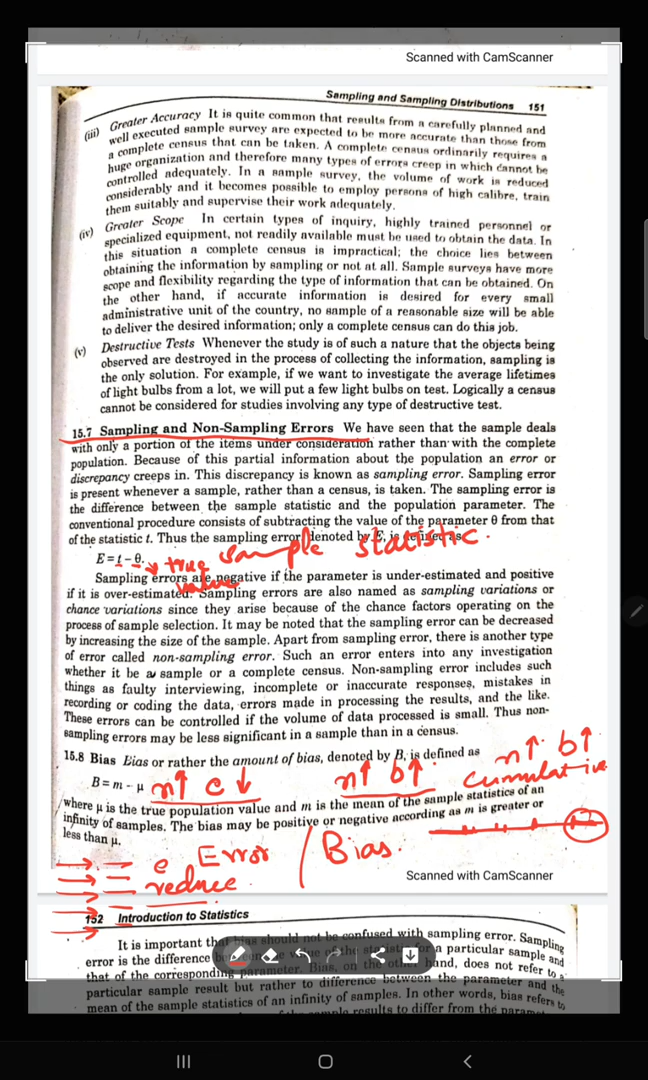 Scanned with CamScanner
Sampling and Sampling Distributions 151
(iii) Greater Accuracy It is quite common that results from a carefully planned and
well executed sample survey are expected to be more accurate than those from
a complete census that can be taken. A complete census ordinarily requires a
huge organization and therefore many types of errors creep in which cannot be
controlled adequately. In a sample survey, the volume of work is reduced
considerably and it becomes possible to employ persons of high calibre, train
them suitably and supervise their work adequately.
(iv) Greater Scope In certain types of inquiry, highly trained personnel or
specialized equipment, not readily available must be used to obtain the data. In
this situation a complete census is impractical; the choice lies between
obtaining the information by sampling or not at all. Sample surveys have more
scope and flexibility regarding the type of information that can be obtained. On
the other hand, if accurate information is desired for every small
administrative unit of the country, no sample of a reasonable size will be able
to deliver the desired information; only a complete census can do this job.
(v) Destructive Tests Whenever the study is of such a nature that the objects being
observed are destroyed in the process of collecting the information, sampling is
the only solution. For example, if we want to investigate the average lifetimes
of light bulbs from a lot, we will put a few light bulbs on test. Logically a census
cannot be considered for studies involving any type of destructive test.
15.7 Sampling and Non-Sampling Errors We have seen that the sample deals
with only a portion of the items under consideration rather than with the complete
population. Because of this partial information about the population an error or
discrepancy creeps in. This discrepancy is known as sampling error. Sampling error
is present whenever a sample, rather than a census, is taken. The sampling error is
the difference between the sample statistic and the population parameter. The
conventional procedure consists of subtracting the value of the parameter θ from that
of the statistic t. Thus the sampling error denoted by E, is defined as
sample statistic.
E = t - θ.
true
value
Sampling errors are negative if the parameter is under-estimated and positive
if it is over-estimated. Sampling errors are also named as sampling variations or
chance variations since they arise because of the chance factors operating on the
process of sample selection. It may be noted that the sampling error can be decreased
by increasing the size of the sample. Apart from sampling error, there is another type
of error called non-sampling error. Such an error enters into any investigation
whether it be a sample or a complete census. Non-sampling error includes such
things as faulty interviewing, incomplete or inaccurate responses, mistakes in
recording or coding the data, errors made in processing the results, and the like.
These errors can be controlled if the volume of data processed is small. Thus non-
sampling errors may be less significant in a sample than in a census.
15.8 Bias Bias or rather the amount of bias, denoted by B, is defined as
n↑ b↑
B = m - μ n↑ e↓ n↑ b↑ cumulative
where μ is the true population value and m is the mean of the sample statistics of an
infinity of samples. The bias may be positive or negative according as m is greater or
less than μ.
e Error / Bias.
reduce
Scanned with CamScanner
152 Introduction to Statistics
It is important that bias should not be confused with sampling error. Sampling
error is the difference between the value of the statistic for a particular sample and
that of the corresponding parameter. Bias, on the other hand, does not refer to a
particular sample result but rather to difference between the parameter and the
mean of the sample statistics of an infinity of samples. In other words, bias refers to
results to differ from the